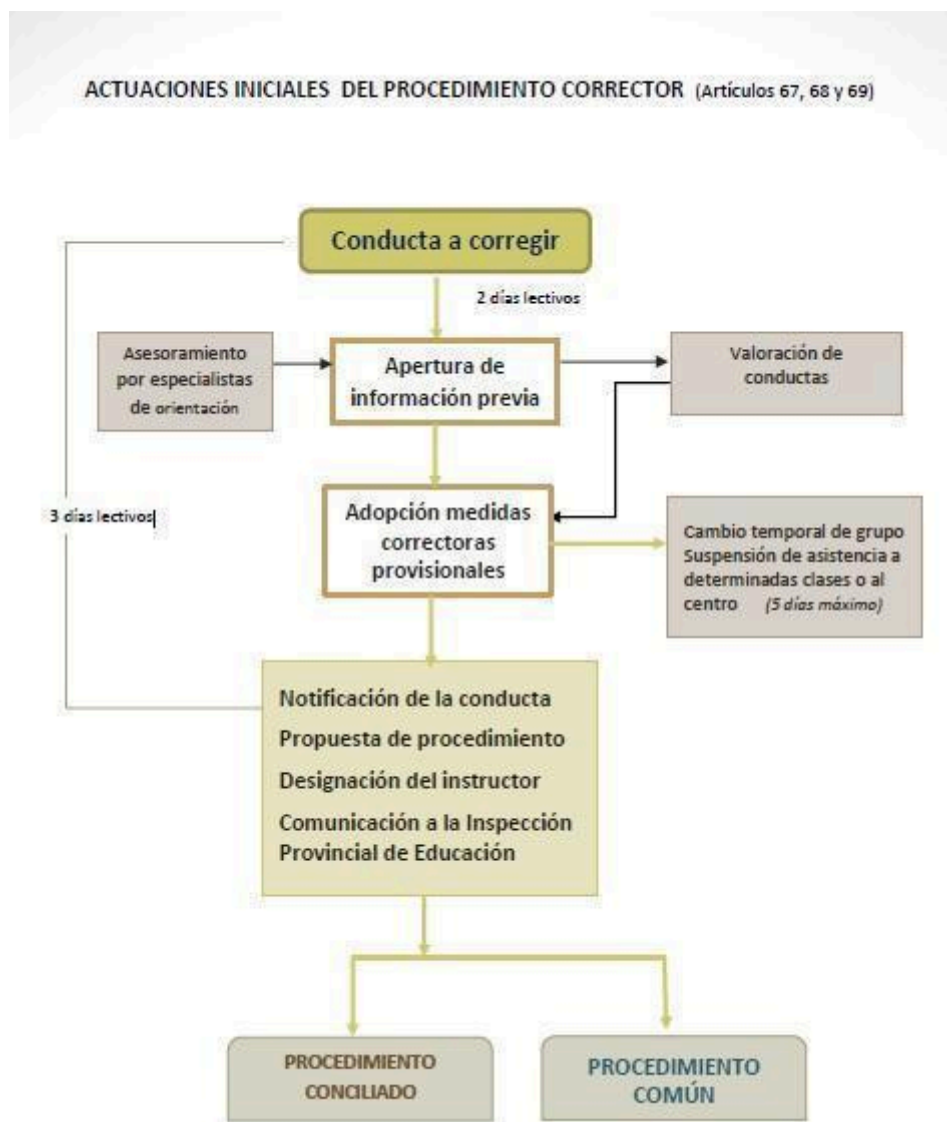 ACTUACIONES INICIALES DEL PROCEDIMIENTO CORRECTOR (Artículos 67, 68 y 69)
Conducta a corregir
2 días lectivos
Asesoramiento
por especialistas
de orientación
Apertura de
información previa
Valoración de
conductas
3 días lectivos
Adopción medidas
correctoras
provisionales
Cambio temporal de grupo
Suspensión de asistencia a
determinadas clases o al
centro (5 días máximo)
Notificación de la conducta
Propuesta de procedimiento
Designación del instructor
Comunicación a la Inspección
Provincial de Educación
PROCEDIMIENTO
CONCILIADO
PROCEDIMIENTO
COMÚN